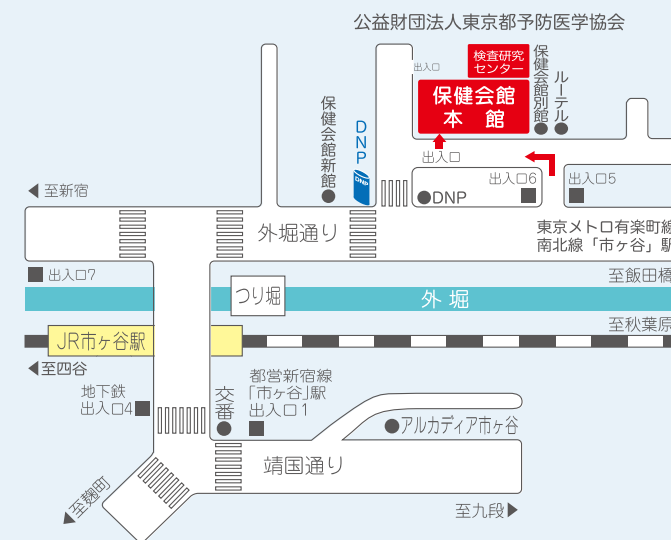 公益財団法人東京都予防医学協会
出入口
検査研究
センター
保健会館
本　館
保健会館別館
ルーテル
保健会館新館
DNP
DNP
出入口
出入口6
出入口5
DNP
至新宿
外堀通り
東京メトロ有楽町線
南北線「市ヶ谷」駅
出入口7
至飯田橋
つり堀
外 堀
至秋葉原
JR市ヶ谷駅
至四谷
地下鉄
出入口4
交番
都営新宿線
「市ヶ谷」駅
出入口1
アルカディア市ヶ谷
靖国通り
至麹町
至九段